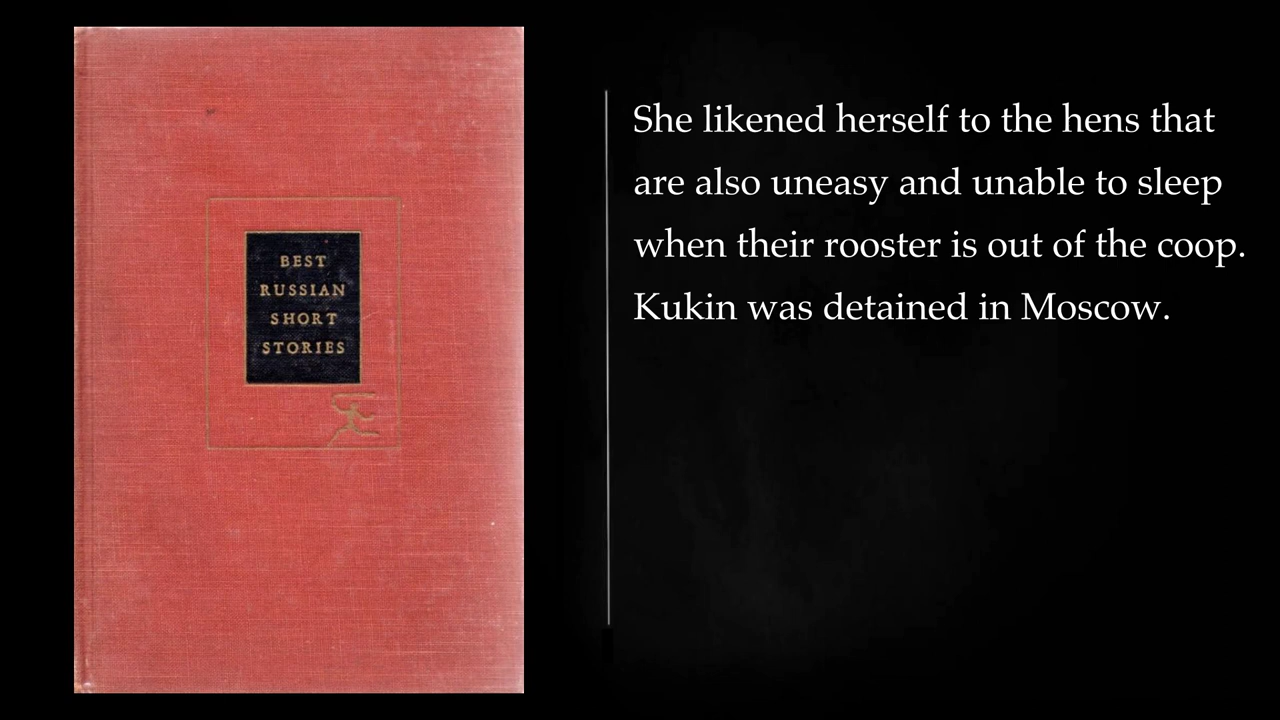 BEST
RUSSIAN
SHORT
STORIES
She likened herself to the hens that
are also uneasy and unable to sleep
when their rooster is out of the coop.
Kukin was detained in Moscow.